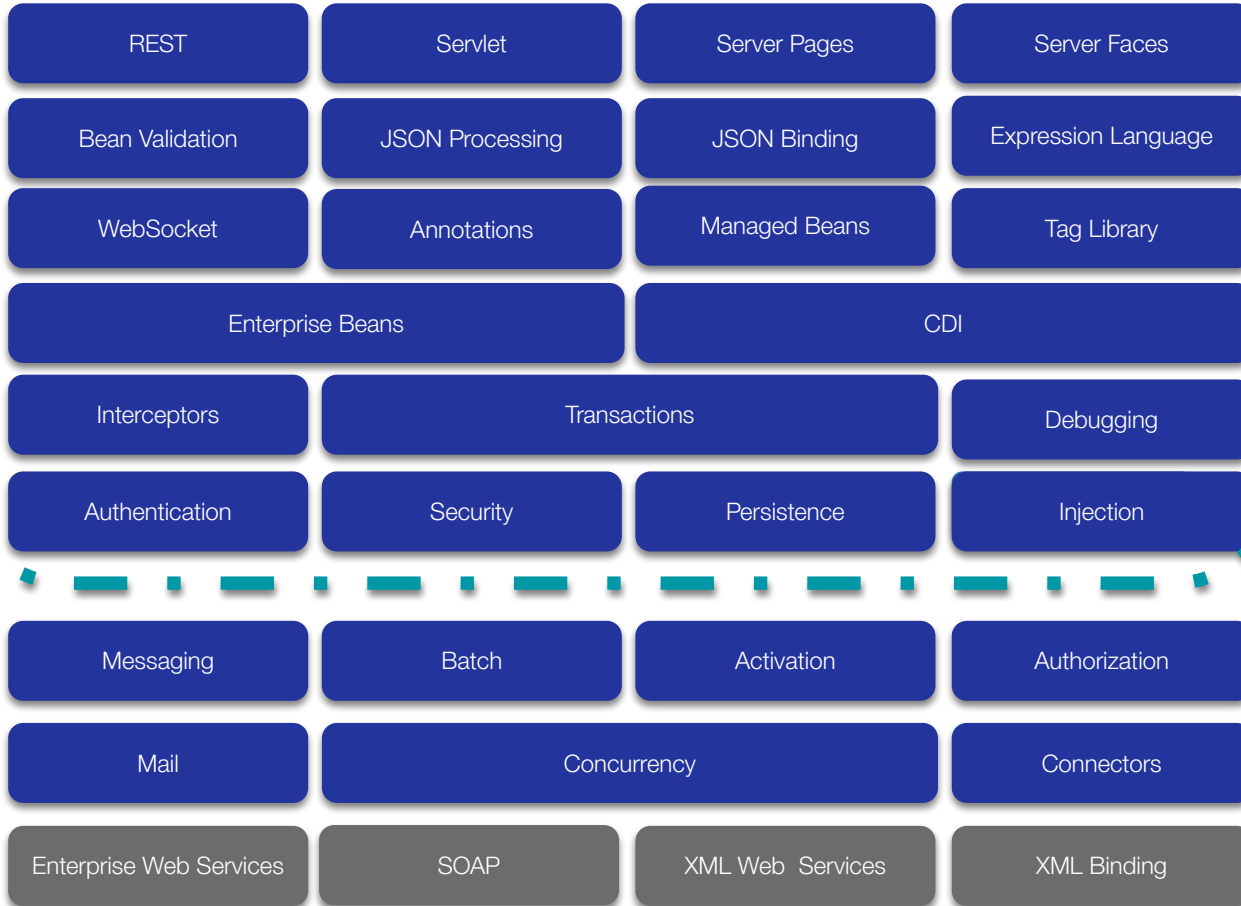 REST
Servlet
Server Pages
Server Faces
Bean Validation
JSON Processing
JSON Binding
Expression Language
WebSocket
Annotations
Managed Beans
Tag Library
Enterprise Beans
CDI
Interceptors
Transactions
Debugging
Authentication
Security
Persistence
Injection
Messaging
Batch
Activation
Authorization
Mail
Concurrency
Connectors
Enterprise Web Services
SOAP
XML Web  Services
XML Binding